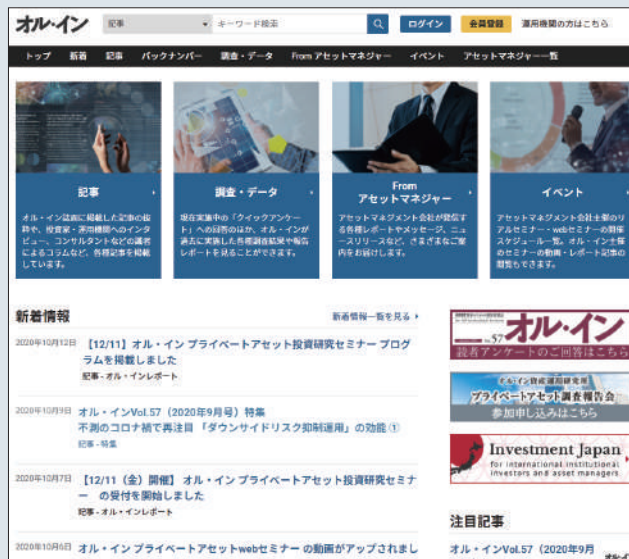 オル・イン
記事
キーワード検索
ログイン
会員登録
運用機関の方はこちら
トップ
新着
記事
バックナンバー
調査・データ
From アセットマネジャー
イベント
アセットマネジャー一覧
記事
オル・イン誌面に掲載した記事の抜
粋や、投資家・運用機関へのインタ
ビュー、コンサルタントなどの識者
によるコラムなど、各種記事を掲載
しています。
調査・データ
現在実施中の「クイックアンケー
ト」への回答のほか、オル・インが
過去に実施した各種調査結果や報告
レポートを見ることができます。
From
アセットマネジャー
アセットマネジメント会社が発信す
る各種レポートやメッセージ、ニュ
ースリリースなど、さまざまなご案
内をお届けします。
イベント
アセットマネジメント会社主催のリ
アルセミナー・webセミナーの開催
スケジュール一覧。オル・イン主催
のセミナーの動画・レポート記事の
閲覧もできます。
新着情報
新着情報一覧を見る
2020年10月12日 【12/11】オル・イン プライベートアセット投資研究セミナー プログ
ラムを掲載しました
記事 - オル・インレポート
2020年10月9日 オル・インVol.57（2020年9月号）特集
不測のコロナ禍で再注目 「ダウンサイドリスク抑制運用」の効能 ①
記事 - 特集
2020年10月7日 【12/11（金）開催】 オル・イン プライベートアセット投資研究セミナ
ー の受付を開始しました
記事 - オル・インレポート
2020年10月6日 オル・イン プライベートアセットwebセミナー の動画がアップされまし
57 オル・イン
読者アンケートのご回答はこちら
オル・イン資産運用研究所
プライベートアセット調査報告会
参加申し込みはこちら
Investment Japan
for international institutional
investors and asset managers.
注目記事
オル・インVol.57（2020年9月